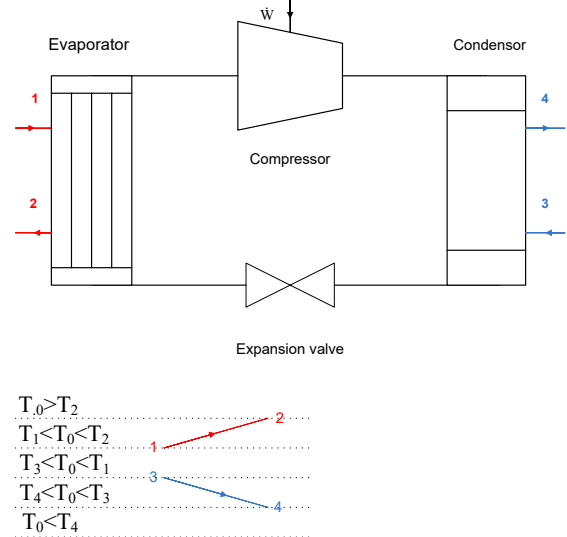 Ẇ
Evaporator
Condensor
1
4
Compressor
2
3
Expansion valve
T.0>T2
2
T1<T0<T2
1
T3<T0<T1
3
T4<T0<T3
4
T0<T4